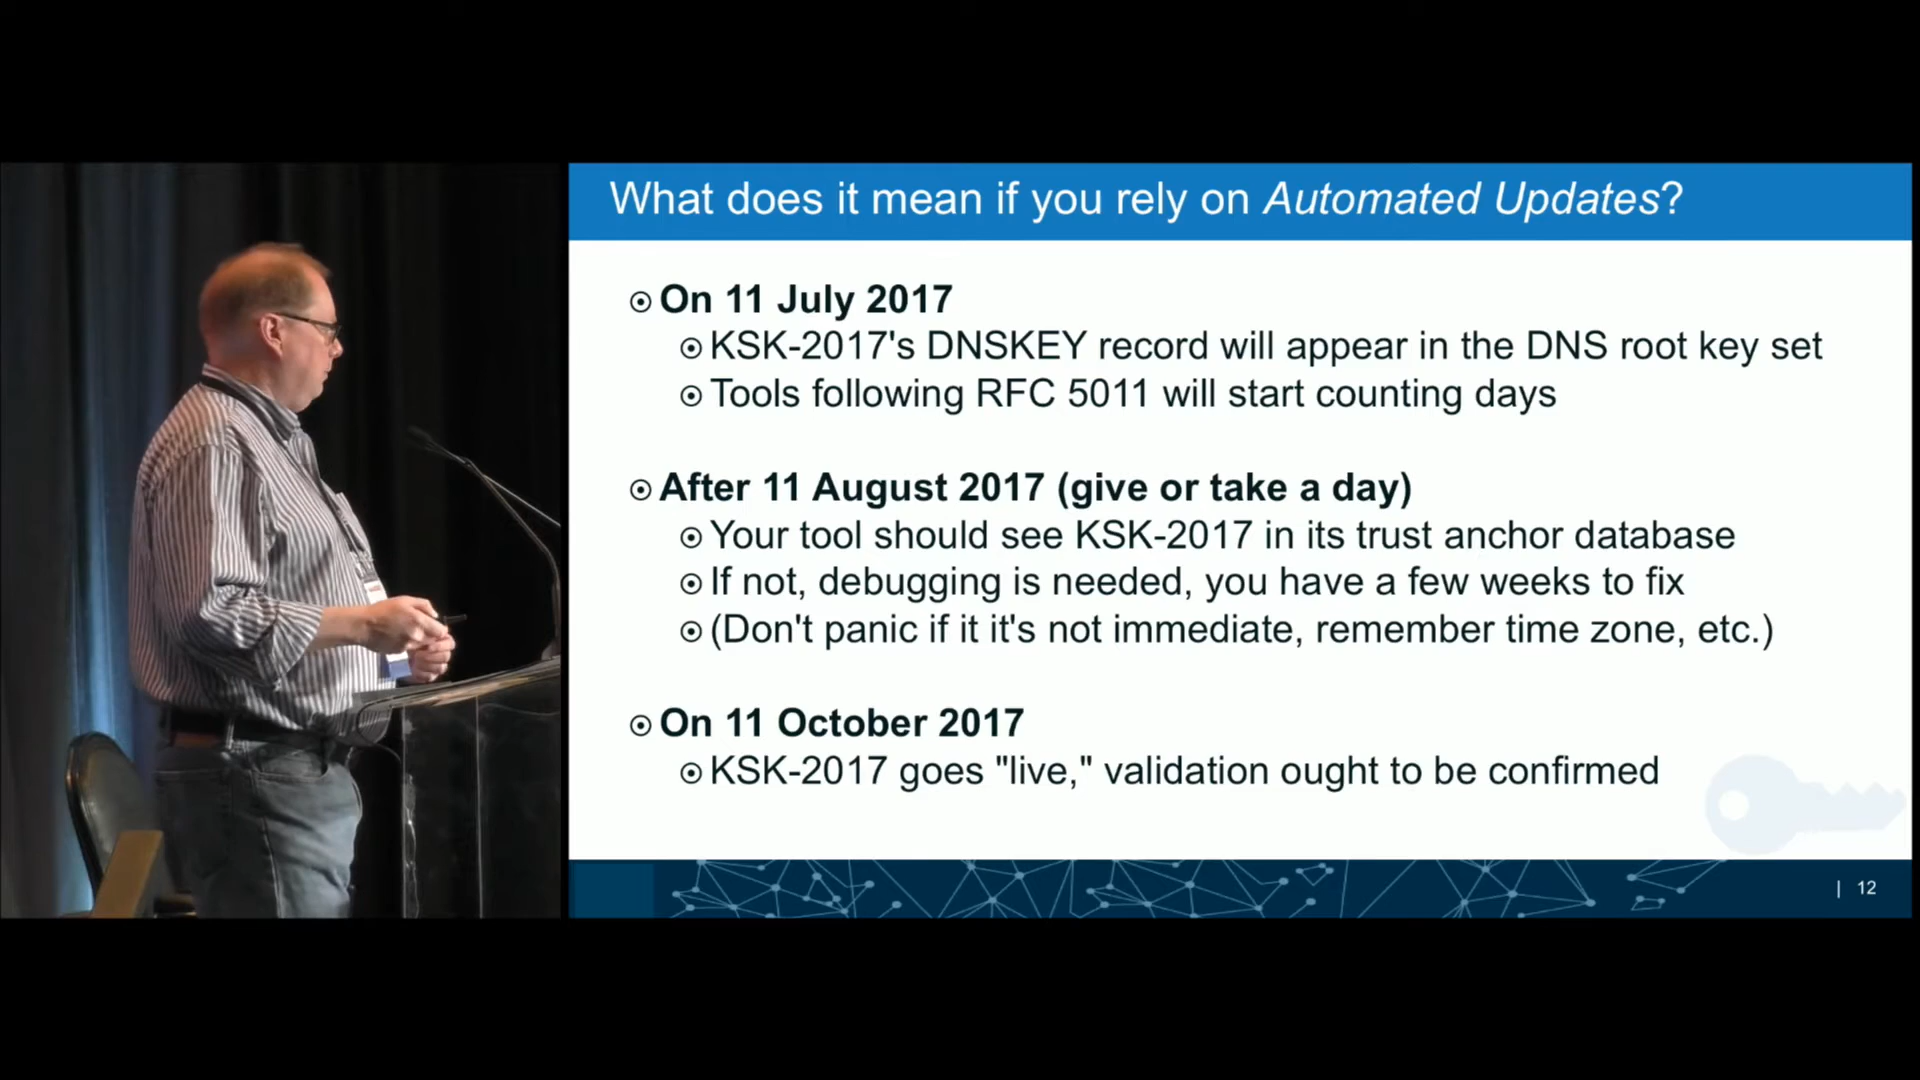 What does it mean if you rely on Automated Updates?
On 11 July 2017
KSK-2017's DNSKEY record will appear in the DNS root key set
Tools following RFC 5011 will start counting days
After 11 August 2017 (give or take a day)
Your tool should see KSK-2017 in its trust anchor database
If not, debugging is needed, you have a few weeks to fix
(Don't panic if it it's not immediate, remember time zone, etc.)
On 11 October 2017
KSK-2017 goes "live," validation ought to be confirmed
| 12